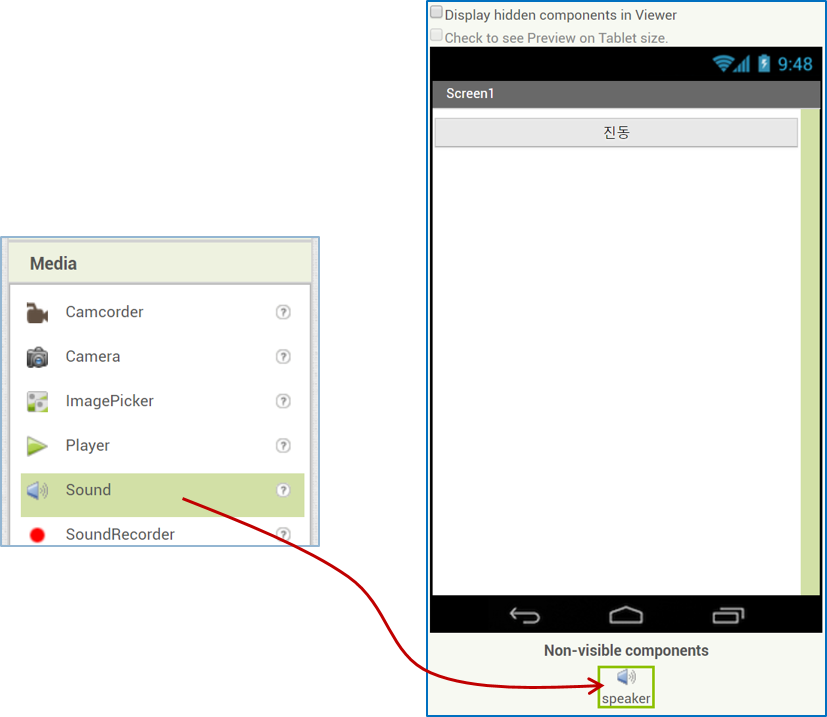 Display hidden components in Viewer
Check to see Preview on Tablet size.
9:48
Screen1
진동
Media
Camcorder ?
Camera ?
ImagePicker ?
Player ?
Sound ?
SoundRecorder ?
Non-visible components
speaker